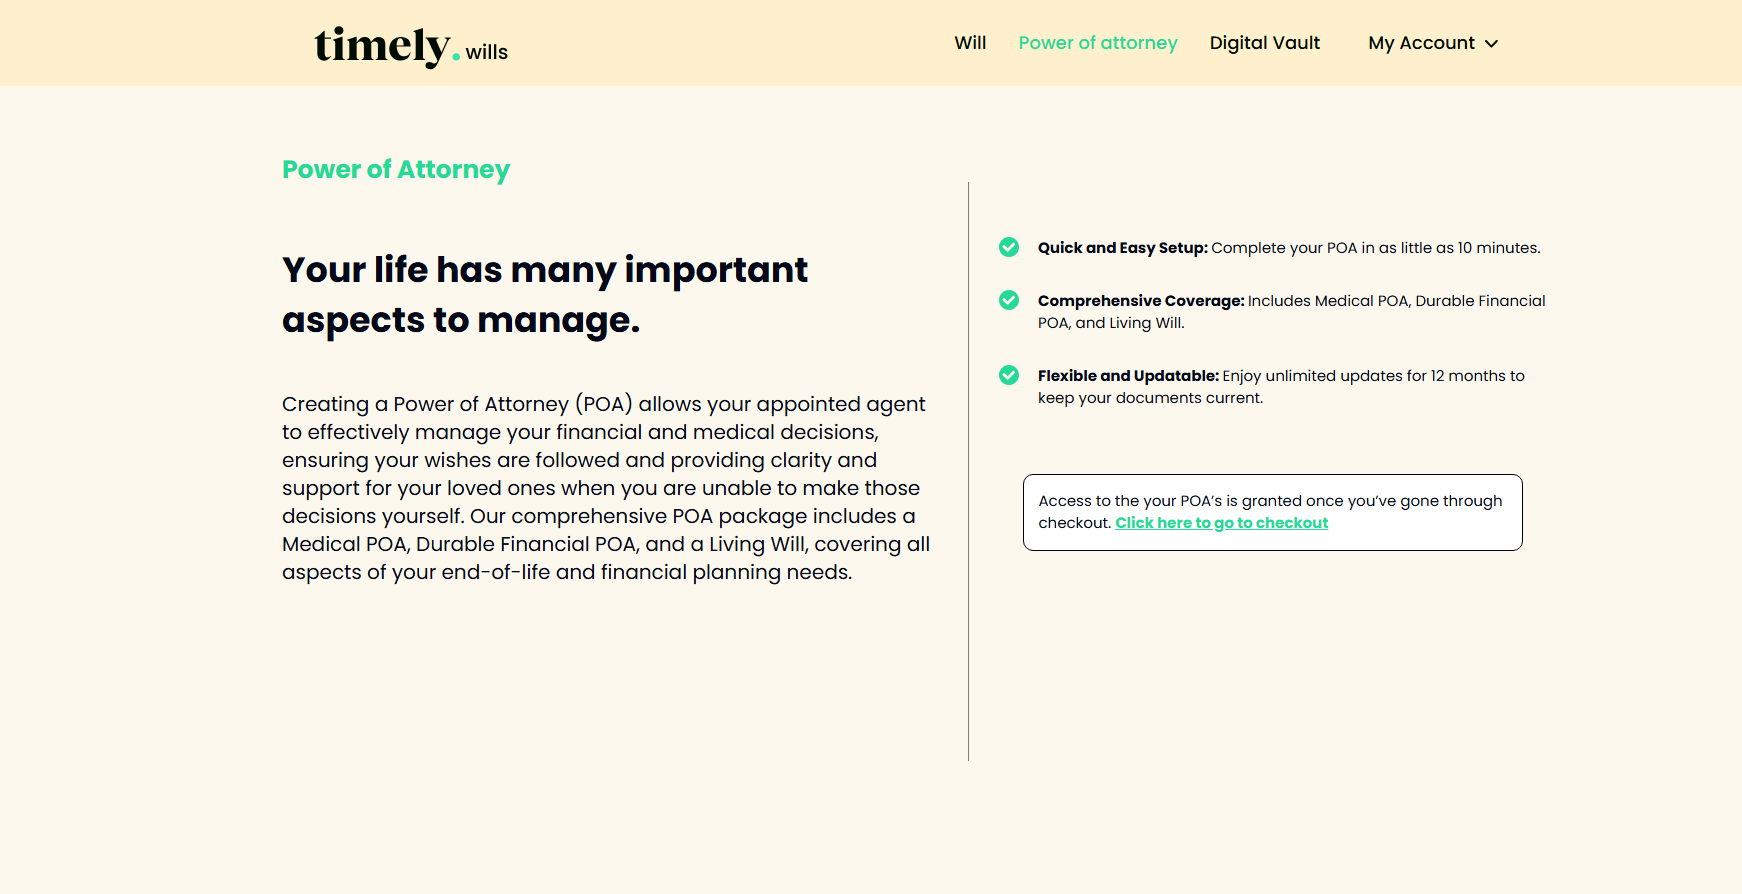 timely. wills
Will
Power of attorney
Digital Vault
My Account
Power of Attorney
Your life has many important
aspects to manage.
Creating a Power of Attorney (POA) allows your appointed agent
to effectively manage your financial and medical decisions,
ensuring your wishes are followed and providing clarity and
support for your loved ones when you are unable to make those
decisions yourself. Our comprehensive POA package includes a
Medical POA, Durable Financial POA, and a Living Will, covering all
aspects of your end-of-life and financial planning needs.
Quick and Easy Setup: Complete your POA in as little as 10 minutes.
Comprehensive Coverage: Includes Medical POA, Durable Financial
POA, and Living Will.
Flexible and Updatable: Enjoy unlimited updates for 12 months to
keep your documents current.
Access to the your POA’s is granted once you’ve gone through
checkout. Click here to go to checkout